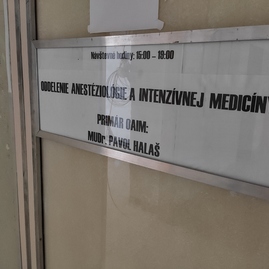 Návštevné hodiny: 15:00 - 18:00
ODDELENIE ANESTÉZIOLÓGIE A INTENZÍVNEJ MEDICÍNY
PRIMÁR OAIM:
MUDr. PAVOL HALAŠ